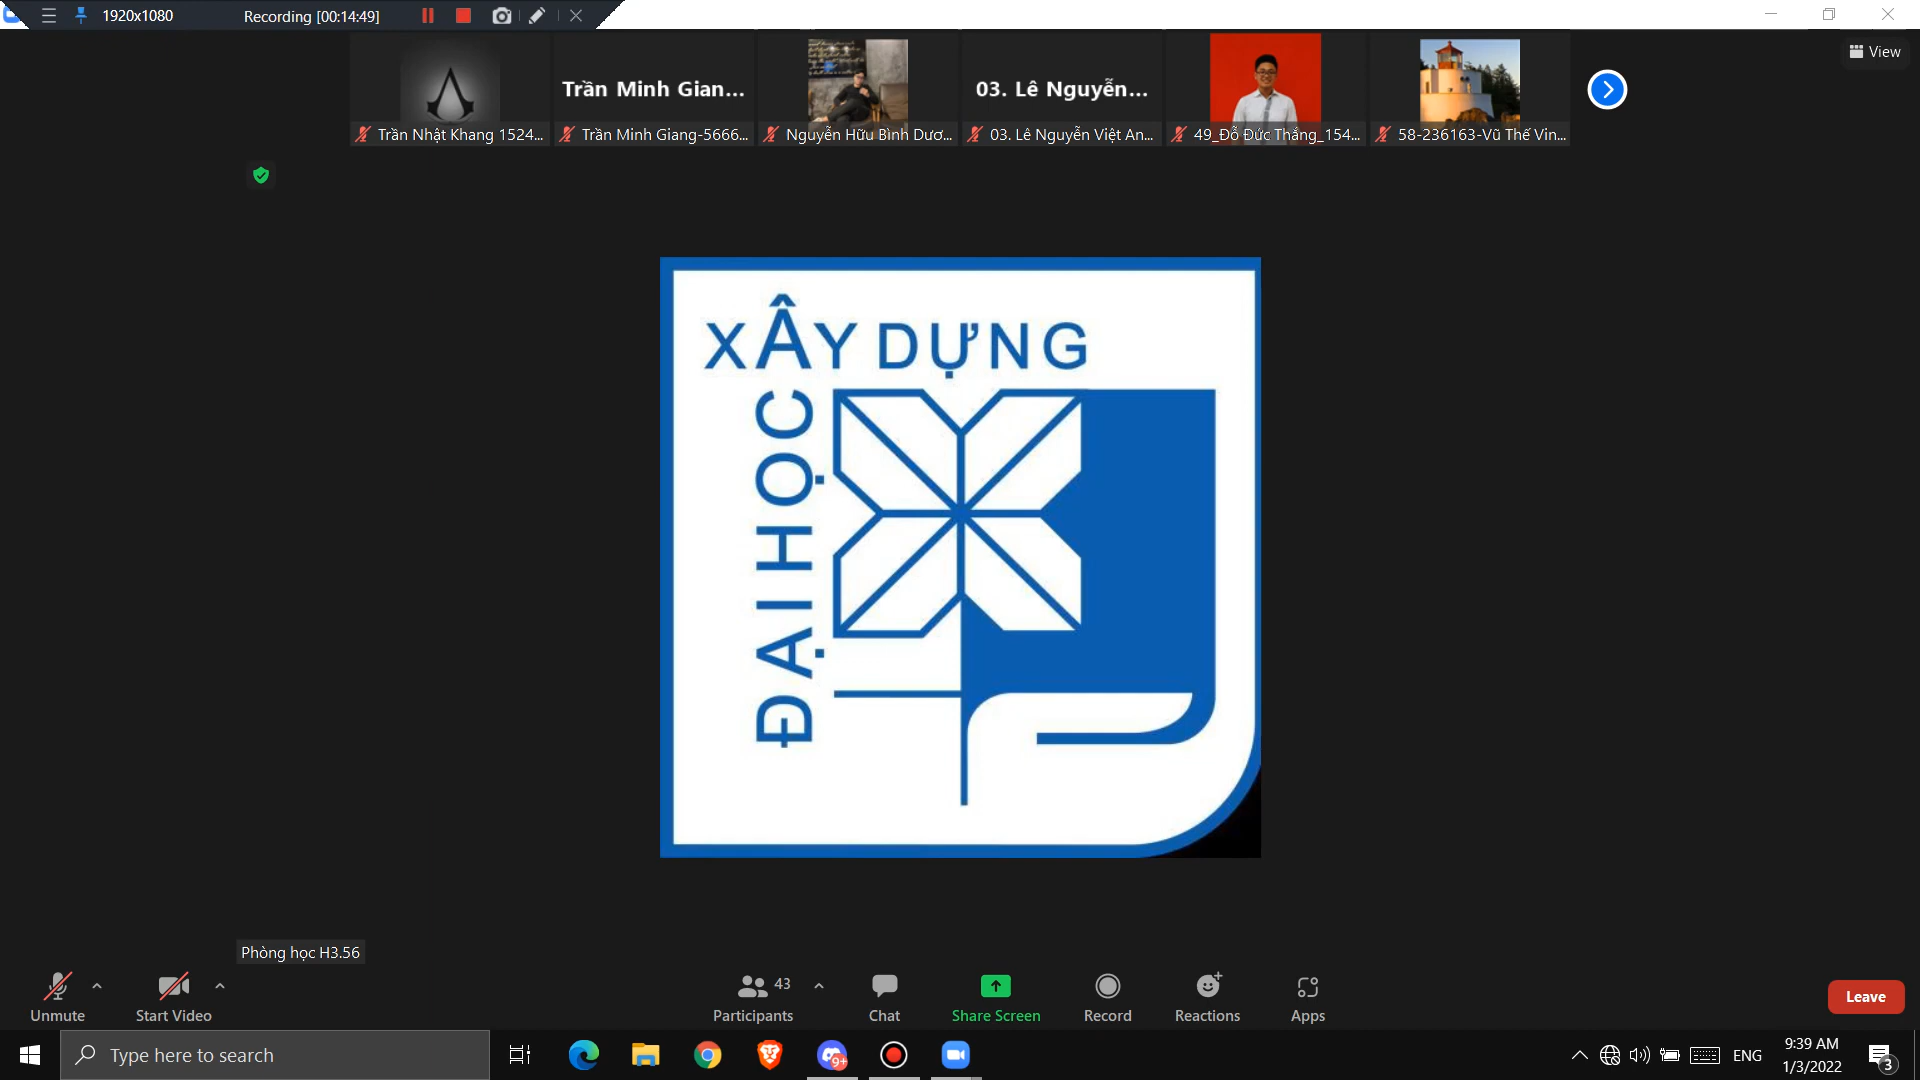 1920x1080
Recording [00:14:49]
View
Trần Minh Gian...
03. Lê Nguyễn...
Trần Nhật Khang 1524...
Trần Minh Giang-5666...
Nguyễn Hữu Bình Dươ...
03. Lê Nguyễn Việt An...
49_Đỗ Đức Thắng_154...
58-236163-Vũ Thế Vin...
XÂY DỰNG
ĐẠI HỌC
Phòng học H3.56
Unmute
Start Video
43
Participants
Chat
Share Screen
Record
Reactions
Apps
Leave
Type here to search
9+
ENG
9:39 AM
1/3/2022
3